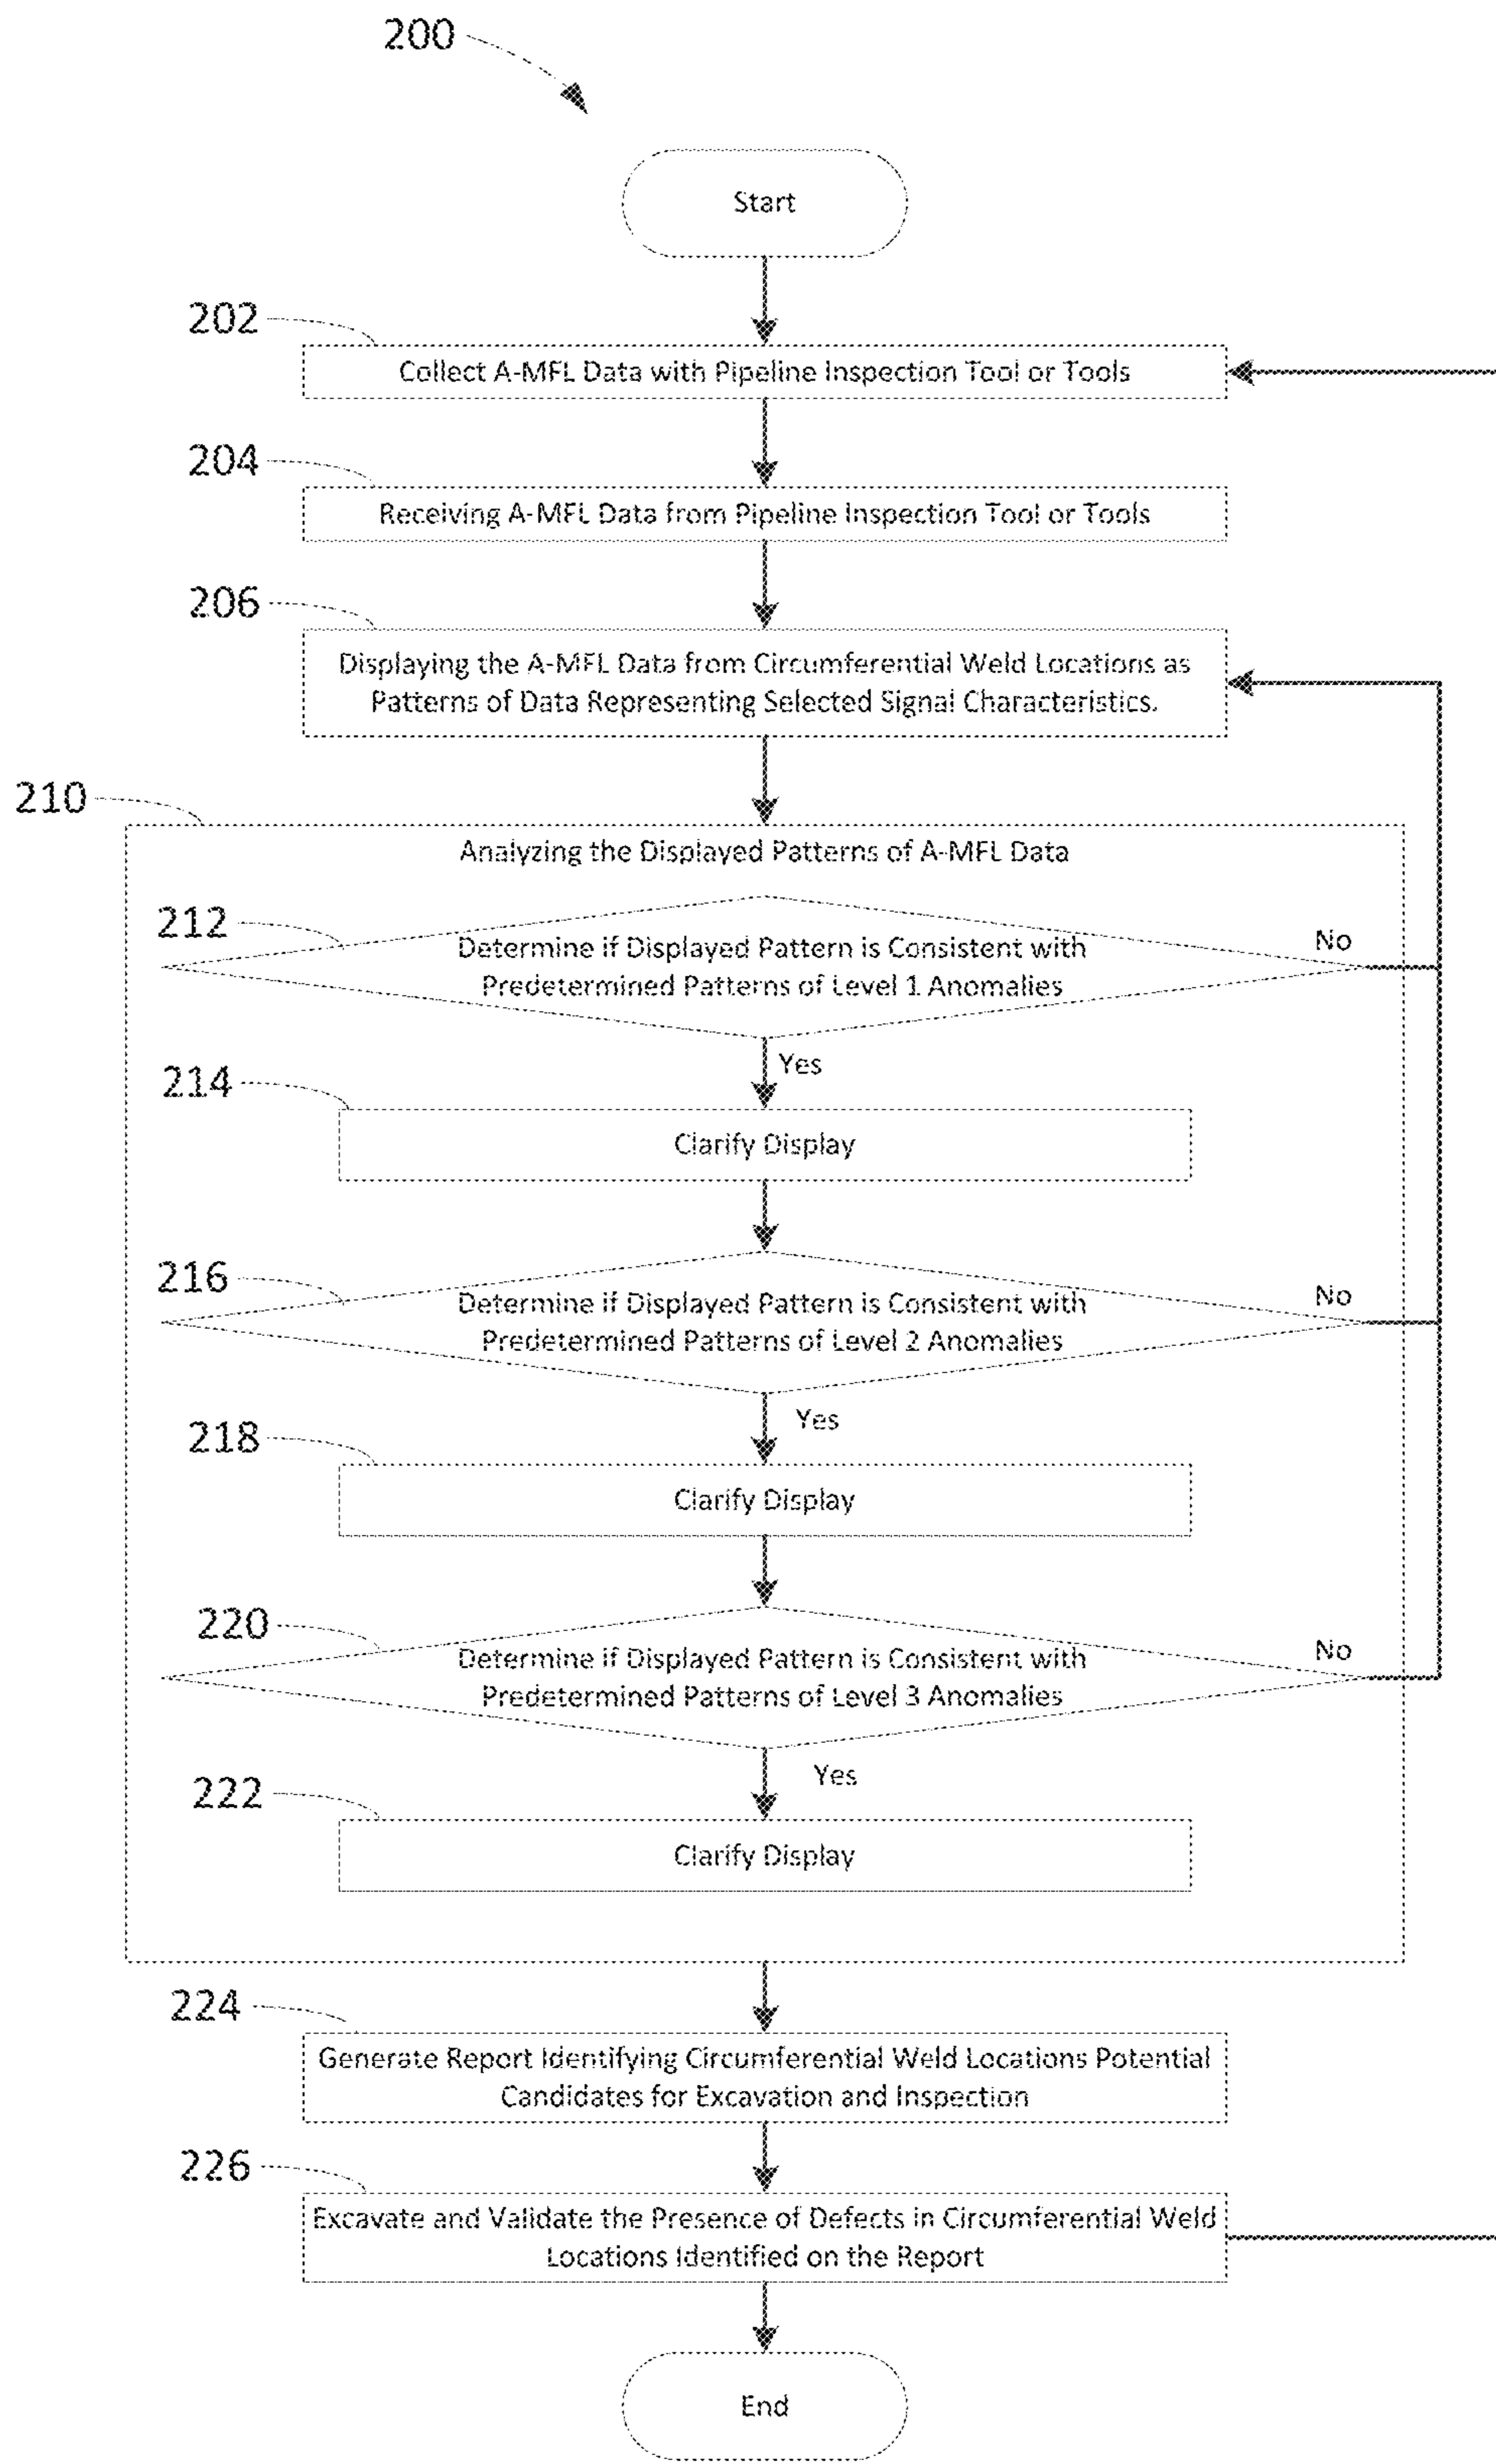 200
Start
202
Collect A-MFL Data with Pipeline Inspection Tool or Tools
204
Receiving A-MFL Data from Pipeline Inspection Tool or Tools
206
Displaying the A-MFL Data from Circumferential Weld Locations as
Patterns of Data Representing Selected Signal Characteristics.
210
Analyzing the Displayed Patterns of A-MFL Data
212
Determine if Displayed Pattern is Consistent with
Predetermined Patterns of Level 1 Anomalies
No
Yes
214
Clarify Display
216
Determine if Displayed Pattern is Consistent with
Predetermined Patterns of Level 2 Anomalies
No
Yes
218
Clarify Display
220
Determine if Displayed Pattern is Consistent with
Predetermined Patterns of Level 3 Anomalies
No
Yes
222
Clarify Display
224
Generate Report Identifying Circumferential Weld Locations Potential
Candidates for Excavation and Inspection
226
Excavate and Validate the Presence of Defects in Circumferential Weld
Locations Identified on the Report
End